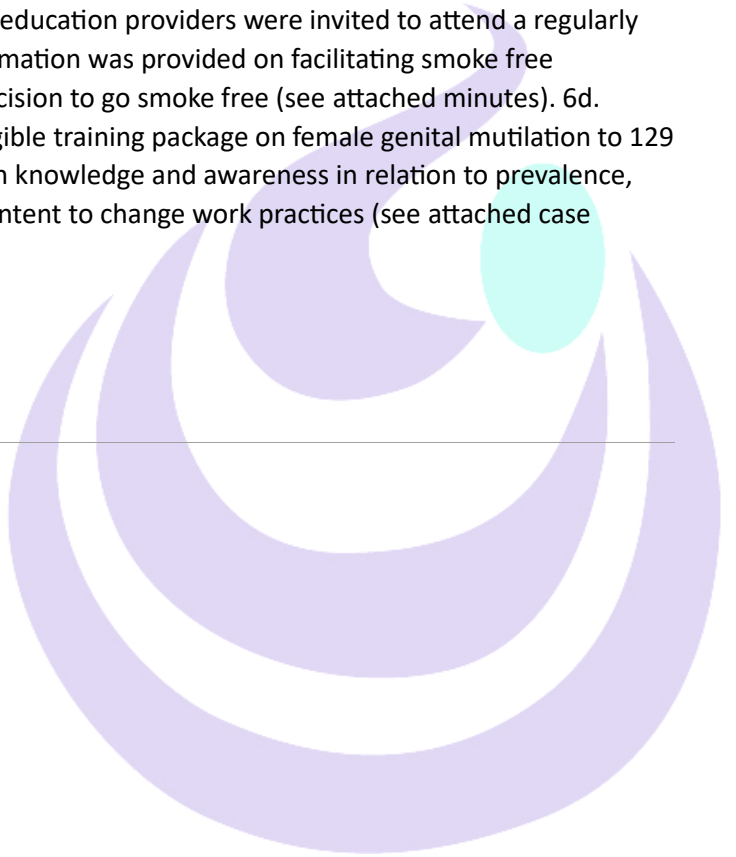 education providers were invited to attend a regularly
mation was provided on facilitating smoke free
cision to go smoke free (see attached minutes). 6d.
gible training package on female genital mutilation to 129
n knowledge and awareness in relation to prevalence,
ntent to change work practices (see attached case